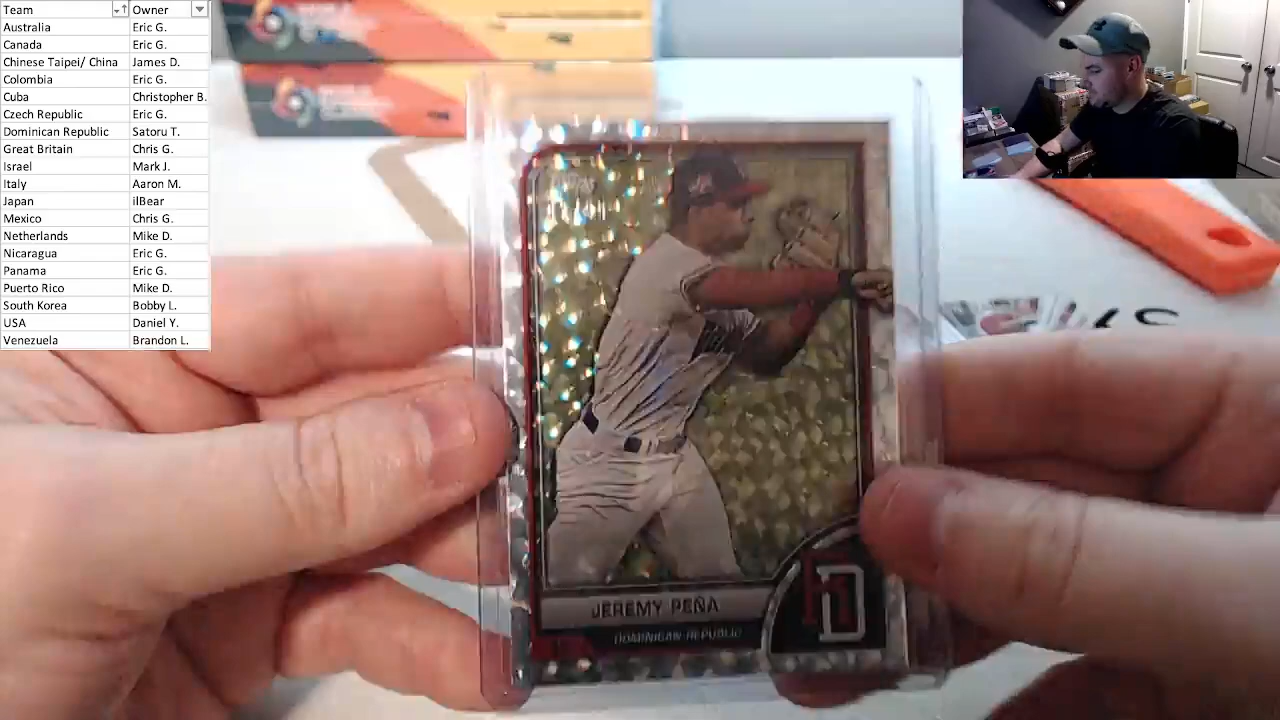 Team Owner
Australia Eric G.
Canada Eric G.
Chinese Taipei/ China James D.
Colombia Eric G.
Cuba Christopher B.
Czech Republic Eric G.
Dominican Republic Satoru T.
Great Britain Chris G.
Israel Mark J.
Italy Aaron M.
Japan ilBear
Mexico Chris G.
Netherlands Mike D.
Nicaragua Eric G.
Panama Eric G.
Puerto Rico Mike D.
South Korea Bobby L.
USA Daniel Y.
Venezuela Brandon L.
JEREMY PEÑA
DOMINICAN REPUBLIC